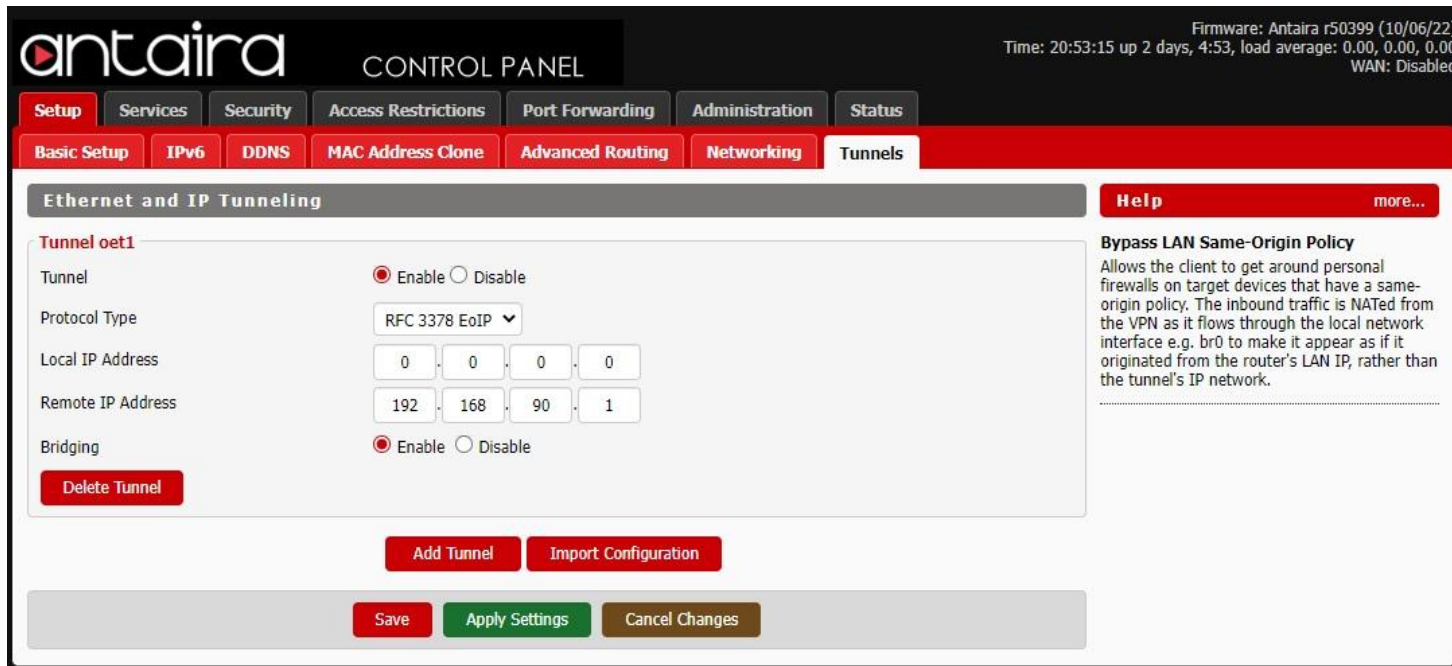 antaira
CONTROL PANEL
Firmware: Antaira r50399 (10/06/22)
Time: 20:53:15 up 2 days, 4:53, load average: 0.00, 0.00, 0.00
WAN: Disabled
Setup Services Security Access Restrictions Port Forwarding Administration Status
Basic Setup IPv6 DDNS MAC Address Clone Advanced Routing Networking Tunnels
Ethernet and IP Tunneling
Tunnel oet1
Tunnel Enable Disable
Protocol Type RFC 3378 EoIP
Local IP Address 0 . 0 . 0 . 0
Remote IP Address 192 . 168 . 90 . 1
Bridging Enable Disable
Delete Tunnel
Add Tunnel Import Configuration
Save Apply Settings Cancel Changes
Help more...
Bypass LAN Same-Origin Policy
Allows the client to get around personal
firewalls on target devices that have a same-
origin policy. The inbound traffic is NATed from
the VPN as it flows through the local network
interface e.g. br0 to make it appear as if it
originated from the router's LAN IP, rather than
the tunnel's IP network.